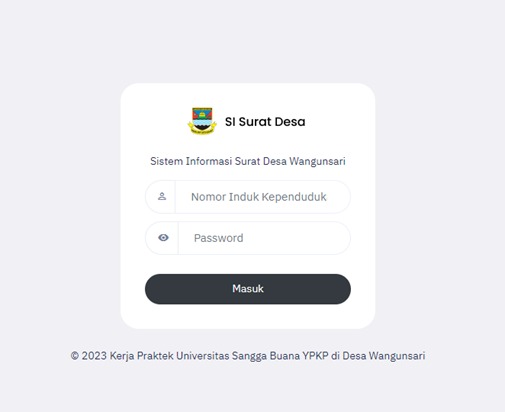 SI Surat Desa
Sistem Informasi Surat Desa Wangunsari
Nomor Induk Kependuduk
Password
Masuk
© 2023 Kerja Praktek Universitas Sangga Buana YPKP di Desa Wangunsari